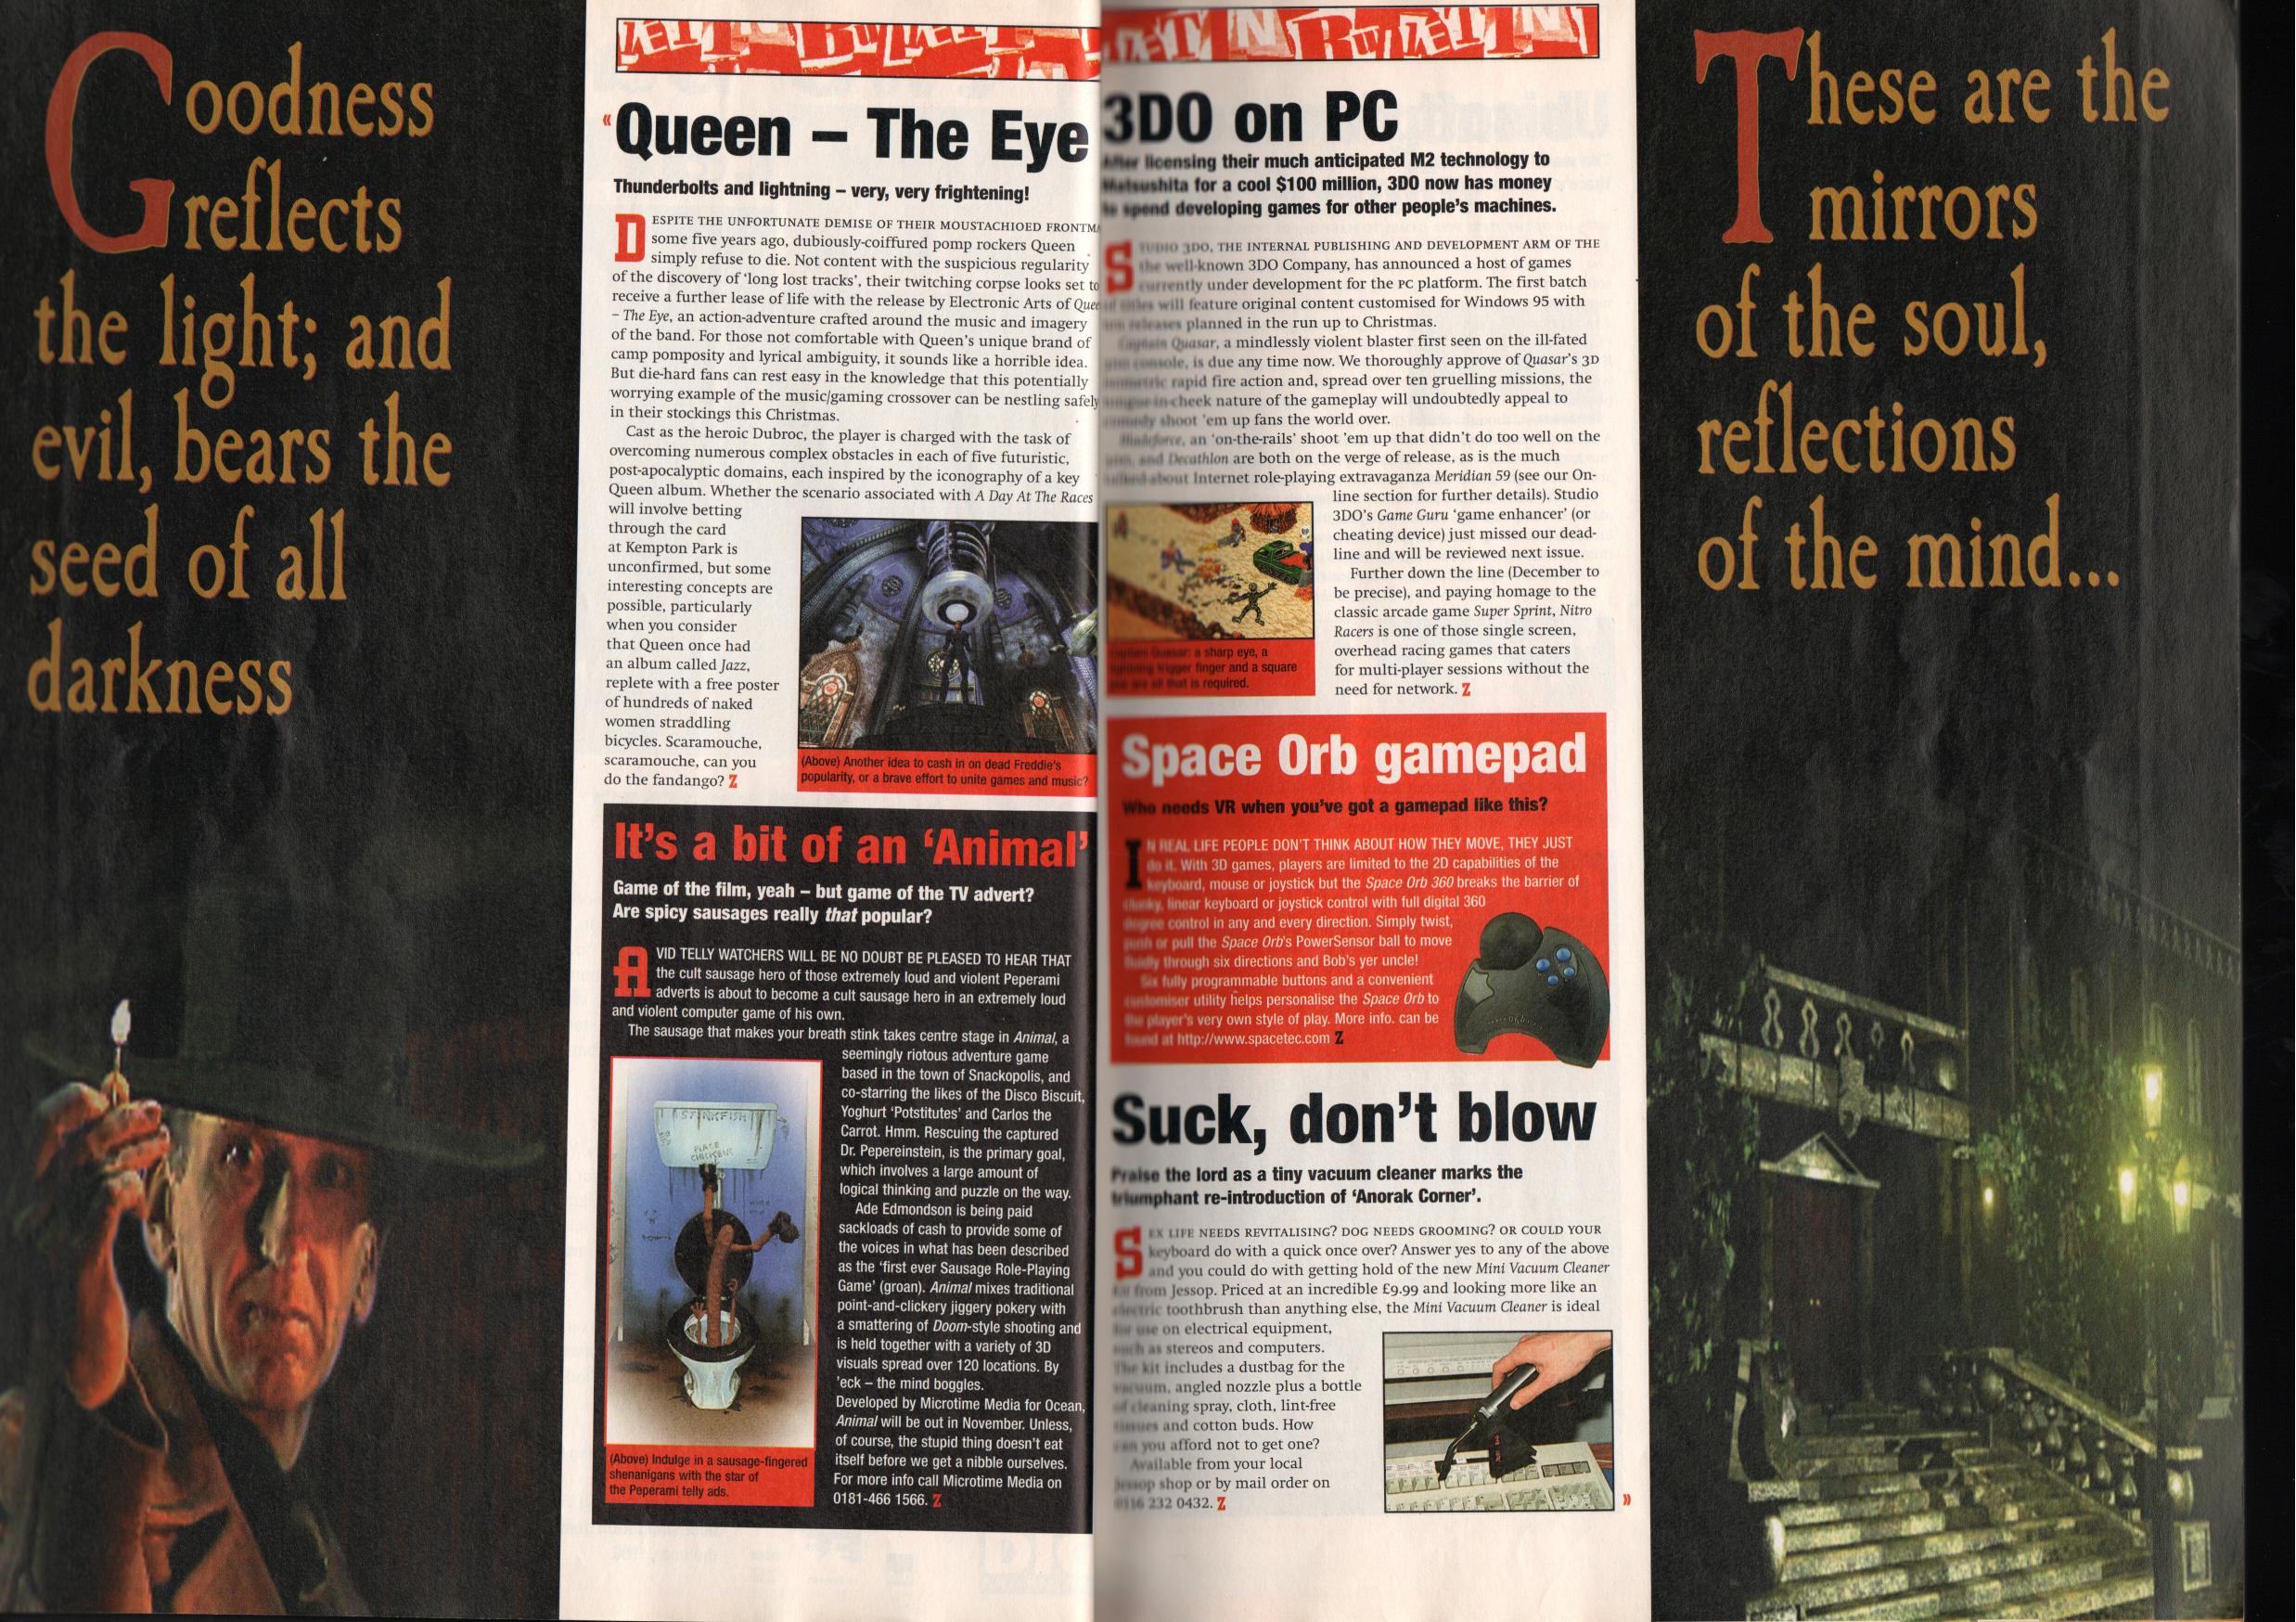 Goodness
reflects
the light; and
evil, bears the
seed of all
darkness
BULLETIN
« Queen – The Eye
Thunderbolts and lightning – very, very frightening!
DESPITE THE UNFORTUNATE DEMISE OF THEIR MOUSTACHIOED
some five years ago, dubiously-coiffured pomp rockers Queen
simply refuse to die. Not content with the suspicious regularity
of the discovery of 'long lost tracks', their twitching corpse looks set to
receive a further lease of life with the release by Electronic Arts of
– The Eye, an action-adventure crafted around the music and imagery
of the band. For those not comfortable with Queen's unique brand of
camp pomposity and lyrical ambiguity, it sounds like a horrible idea.
But die-hard fans can rest easy in the knowledge that this potentially
worrying example of the music/gaming crossover can be nestling safely
in their stockings this Christmas.
Cast as the heroic Dubroc, the player is charged with the task of
overcoming numerous complex obstacles in each of five futuristic,
post-apocalyptic domains, each inspired by the iconography of a key
Queen album. Whether the scenario associated with A Day At The Races
will involve betting
through the card
at Kempton Park is
unconfirmed, but some
interesting concepts are
possible, particularly
when you consider
that Queen once had
an album called Jazz,
replete with a free poster
of hundreds of naked
women straddling
bicycles. Scaramouche,
scaramouche, can you
do the fandango? Z
(Above) Another idea to cash in on dead Freddie's
popularity, or a brave effort to unite games and music?
It's a bit of an 'Animal'
Game of the film, yeah – but game of the TV advert?
Are spicy sausages really that popular?
AVID TELLY WATCHERS WILL BE NO DOUBT BE PLEASED TO HEAR THAT
the cult sausage hero of those extremely loud and violent Peperami
adverts is about to become a cult sausage hero in an extremely loud
and violent computer game of his own.
The sausage that makes your breath stink takes centre stage in Animal, a
seemingly riotous adventure game
based in the town of Snackopolis, and
co-starring the likes of the Disco Biscuit,
Yoghurt 'Potstitutes' and Carlos the
Carrot. Hmm. Rescuing the captured
Dr. Pepereinstein, is the primary goal,
which involves a large amount of
logical thinking and puzzle on the way.
Ade Edmondson is being paid
sackloads of cash to provide some of
the voices in what has been described
as the 'first ever Sausage Role-Playing
Game' (groan). Animal mixes traditional
point-and-clickery jiggery pokery with
a smattering of Doom-style shooting and
is held together with a variety of 3D
visuals spread over 120 locations. By
'eck – the mind boggles.
Developed by Microtime Media for Ocean,
Animal will be out in November. Unless,
of course, the stupid thing doesn't eat
itself before we get a nibble ourselves.
For more info call Microtime Media on
0181-466 1566. Z
STINKFISH
PLACE
CHICKENS
(Above) Indulge in a sausage-fingered
shenanigans with the star of
the Peperami telly ads.
BULLETIN
3DO on PC
After licensing their much anticipated M2 technology to
Matsushita for a cool $100 million, 3DO now has money
to spend developing games for other people's machines.
STUDIO 3DO, THE INTERNAL PUBLISHING AND DEVELOPMENT ARM OF THE
the well-known 3DO Company, has announced a host of games
currently under development for the PC platform. The first batch
of titles will feature original content customised for Windows 95 with
ten releases planned in the run up to Christmas.
Captain Quasar, a mindlessly violent blaster first seen on the ill-fated
console, is due any time now. We thoroughly approve of Quasar's 3D
isometric rapid fire action and, spread over ten gruelling missions, the
tongue-in-cheek nature of the gameplay will undoubtedly appeal to
comedy shoot 'em up fans the world over.
Bladeforce, an 'on-the-rails' shoot 'em up that didn't do too well on the
and Decathlon are both on the verge of release, as is the much
talked-about Internet role-playing extravaganza Meridian 59 (see our On-
line section for further details). Studio
3DO's Game Guru 'game enhancer' (or
cheating device) just missed our dead-
line and will be reviewed next issue.
Further down the line (December to
be precise), and paying homage to the
classic arcade game Super Sprint, Nitro
Racers is one of those single screen,
overhead racing games that caters
for multi-player sessions without the
need for network. Z
Captain Quasar: a sharp eye, a
lightning trigger finger and a square
are all that is required.
Space Orb gamepad
Who needs VR when you've got a gamepad like this?
IN REAL LIFE PEOPLE DON'T THINK ABOUT HOW THEY MOVE, THEY JUST
do it. With 3D games, players are limited to the 2D capabilities of the
keyboard, mouse or joystick but the Space Orb 360 breaks the barrier of
clunky, linear keyboard or joystick control with full digital 360
degree control in any and every direction. Simply twist,
push or pull the Space Orb's PowerSensor ball to move
fluidly through six directions and Bob's yer uncle!
Six fully programmable buttons and a convenient
customiser utility helps personalise the Space Orb to
the player's very own style of play. More info. can be
found at http://www.spacetec.com Z
Suck, don't blow
Praise the lord as a tiny vacuum cleaner marks the
triumphant re-introduction of 'Anorak Corner'.
SEX LIFE NEEDS REVITALISING? DOG NEEDS GROOMING? OR COULD YOUR
keyboard do with a quick once over? Answer yes to any of the above
and you could do with getting hold of the new Mini Vacuum Cleaner
Kit from Jessop. Priced at an incredible £9.99 and looking more like an
electric toothbrush than anything else, the Mini Vacuum Cleaner is ideal
for use on electrical equipment,
such as stereos and computers.
The kit includes a dustbag for the
vacuum, angled nozzle plus a bottle
of cleaning spray, cloth, lint-free
tissues and cotton buds. How
can you afford not to get one?
Available from your local
Jessop shop or by mail order on
0116 232 0432. Z
»
These are the
mirrors
of the soul,
reflections
of the mind...